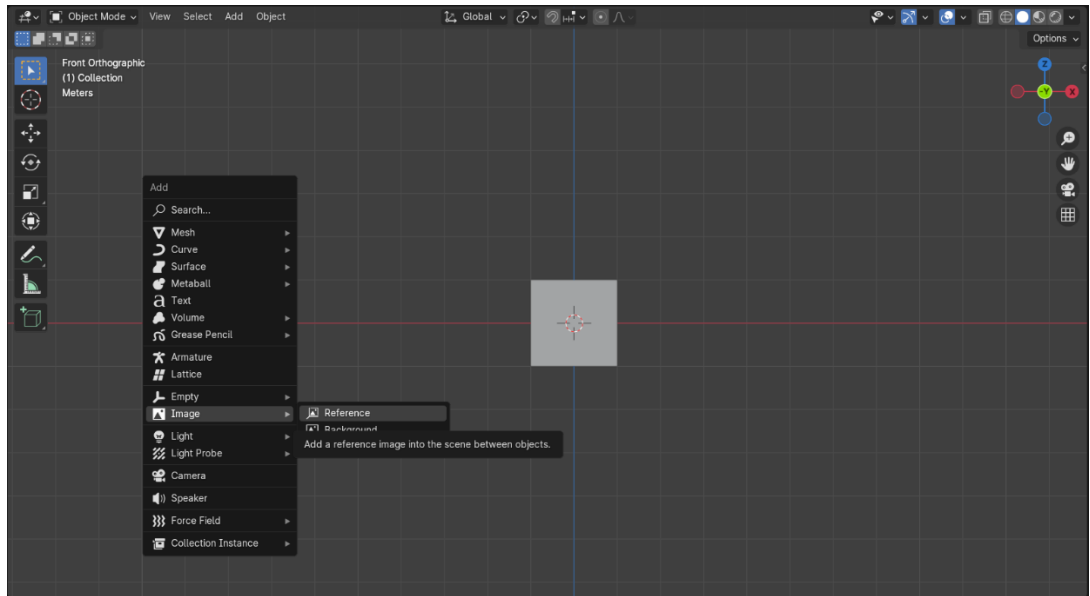 Object Mode View Select Add Object Global
Options
Front Orthographic
(1) Collection
Meters
Z
-Y
X
Add
Search...
Mesh
Curve
Surface
Metaball
Text
Volume
Grease Pencil
Armature
Lattice
Empty
Image
Reference
Background
Add a reference image into the scene between objects.
Light
Light Probe
Camera
Speaker
Force Field
Collection Instance